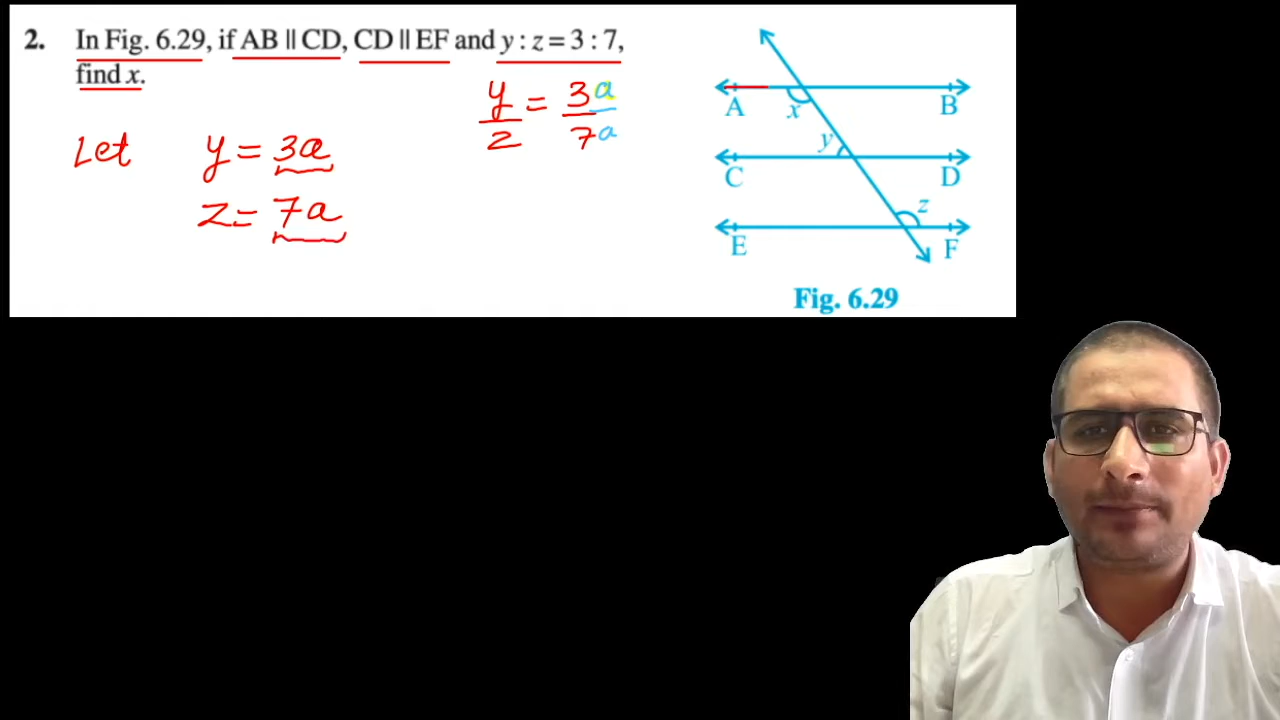 2. In Fig. 6.29, if AB || CD, CD || EF and y : z = 3 : 7,
find x.
y/z = 3a/7a
Let y = 3a
z = 7a
A x B
y
C D
z
E F
Fig. 6.29